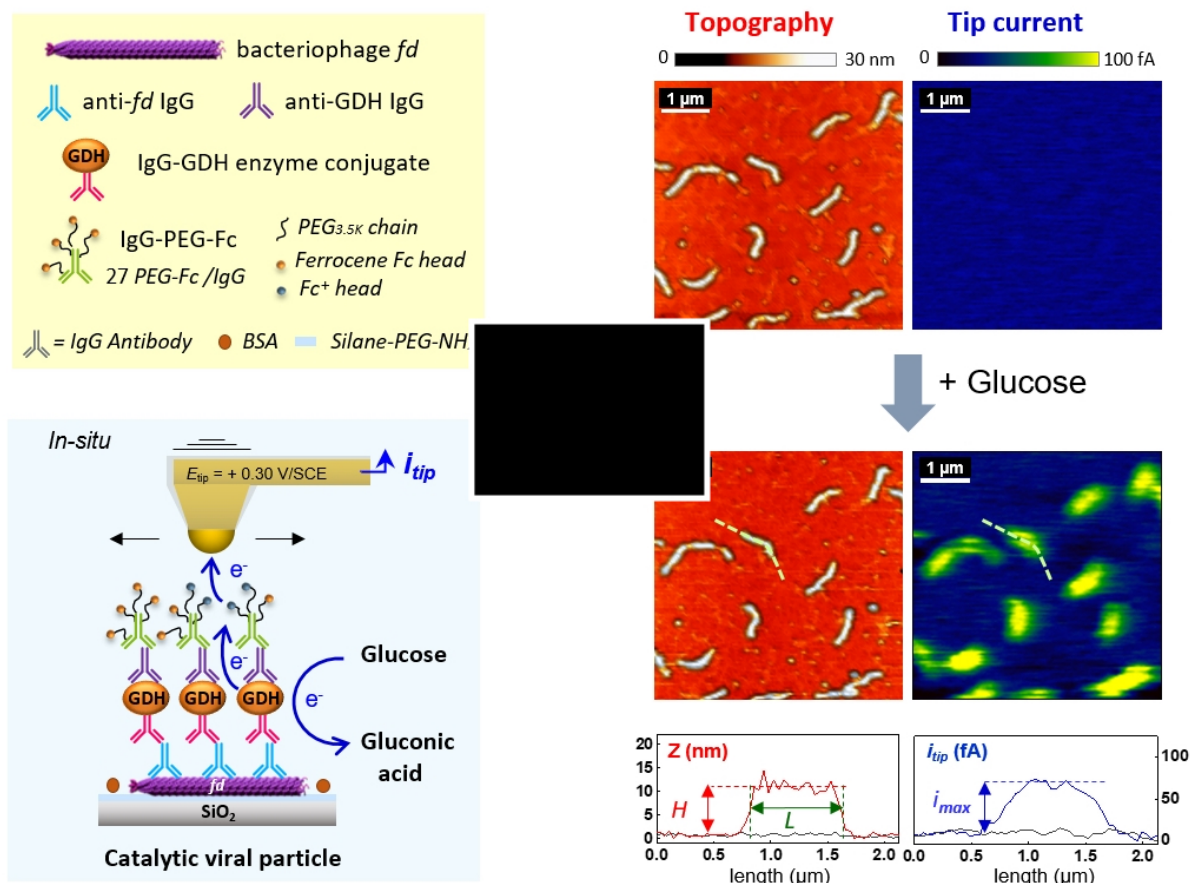 bacteriophage fd
anti-fd IgG
anti-GDH IgG
GDH
IgG-GDH enzyme conjugate
IgG-PEG-Fc
27 PEG-Fc /IgG
PEG3.5K chain
Ferrocene Fc head
Fc⁺ head
= IgG Antibody
BSA
Silane-PEG-NH
In-situ
Etip = + 0.30 V/SCE
itip
e-
e-
e-
Glucose
GDH
GDH
GDH
Gluconic
acid
fd
SiO2
Catalytic viral particle
Topography
Tip current
0
30 nm
0
100 fA
1 µm
1 µm
+ Glucose
1 µm
Z (nm)
20
15
10
5
0
H
L
0.0
0.5
1.0
1.5
2.0
length (µm)
itip (fA)
100
50
0
imax
0.0
0.5
1.0
1.5
2.0
length (µm)